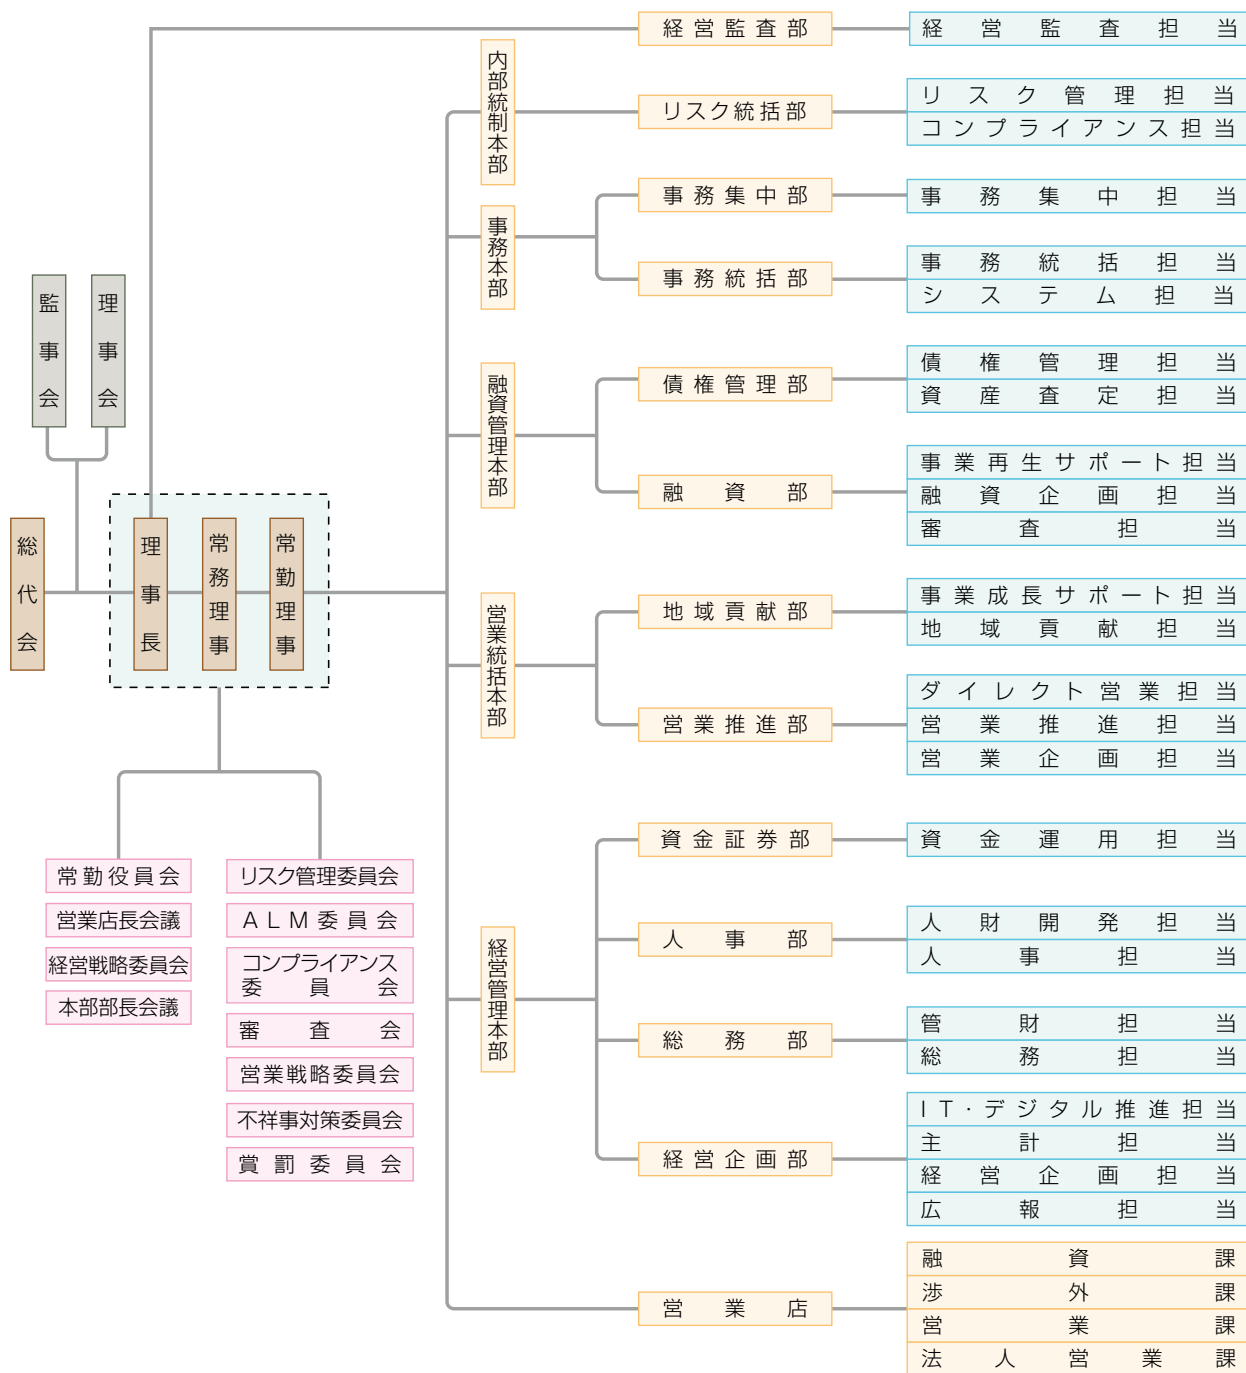 経営監査部
経営監査担当
内部統制本部
リスク統括部
リスク管理担当
コンプライアンス担当
事務本部
事務集中部
事務集中担当
事務統括部
事務統括担当
システム担当
監事会
理事会
融資管理本部
債権管理部
債権管理担当
資産査定担当
融資部
事業再生サポート担当
融資企画担当
審査担当
総代会
理事長
常務理事
常勤理事
営業統括本部
地域貢献部
事業成長サポート担当
地域貢献担当
営業推進部
ダイレクト営業担当
営業推進担当
営業企画担当
常勤役員会
営業店長会議
経営戦略委員会
本部部長会議
リスク管理委員会
ALM委員会
コンプライアンス
委員会
審査会
営業戦略委員会
不祥事対策委員会
賞罰委員会
経営管理本部
資金証券部
資金運用担当
人事部
人財開発担当
人事担当
総務部
管財担当
総務担当
経営企画部
IT・デジタル推進担当
主計担当
経営企画担当
広報担当
営業店
融資課
渉外課
営業課
法人営業課